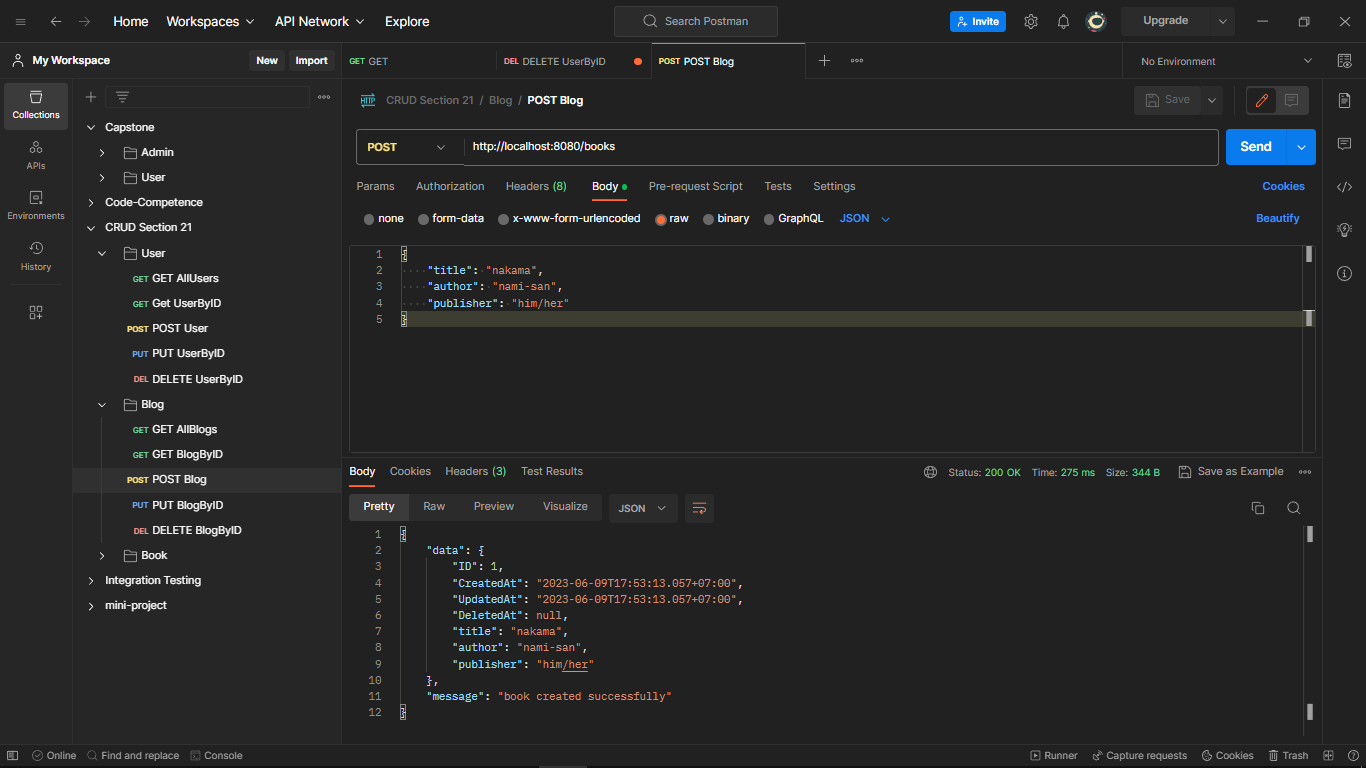 Home Workspaces API Network Explore Search Postman Invite Upgrade
My Workspace New Import GET GET DEL DELETE UserByID POST POST Blog No Environment
Collections
APIs
Environments
History
Capstone
Admin
User
Code-Competence
CRUD Section 21
User
GET GET AllUsers
GET Get UserByID
POST POST User
PUT PUT UserByID
DEL DELETE UserByID
Blog
GET GET AllBlogs
GET GET BlogByID
POST POST Blog
PUT PUT BlogByID
DEL DELETE BlogByID
Book
Integration Testing
mini-project
HTTP CRUD Section 21 / Blog / POST Blog Save
POST http://localhost:8080/books Send
Params Authorization Headers (8) Body Pre-request Script Tests Settings Cookies
none form-data x-www-form-urlencoded raw binary GraphQL JSON Beautify
1 {
2 "title": "nakama",
3 "author": "nami-san",
4 "publisher": "him/her"
5 }
Body Cookies Headers (3) Test Results Status: 200 OK Time: 275 ms Size: 344 B Save as Example
Pretty Raw Preview Visualize JSON
1 {
2 "data": {
3 "ID": 1,
4 "CreatedAt": "2023-06-09T17:53:13.057+07:00",
5 "UpdatedAt": "2023-06-09T17:53:13.057+07:00",
6 "DeletedAt": null,
7 "title": "nakama",
8 "author": "nami-san",
9 "publisher": "him/her"
10 },
11 "message": "book created successfully"
12 }
Online Find and replace Console Runner Capture requests Cookies Trash